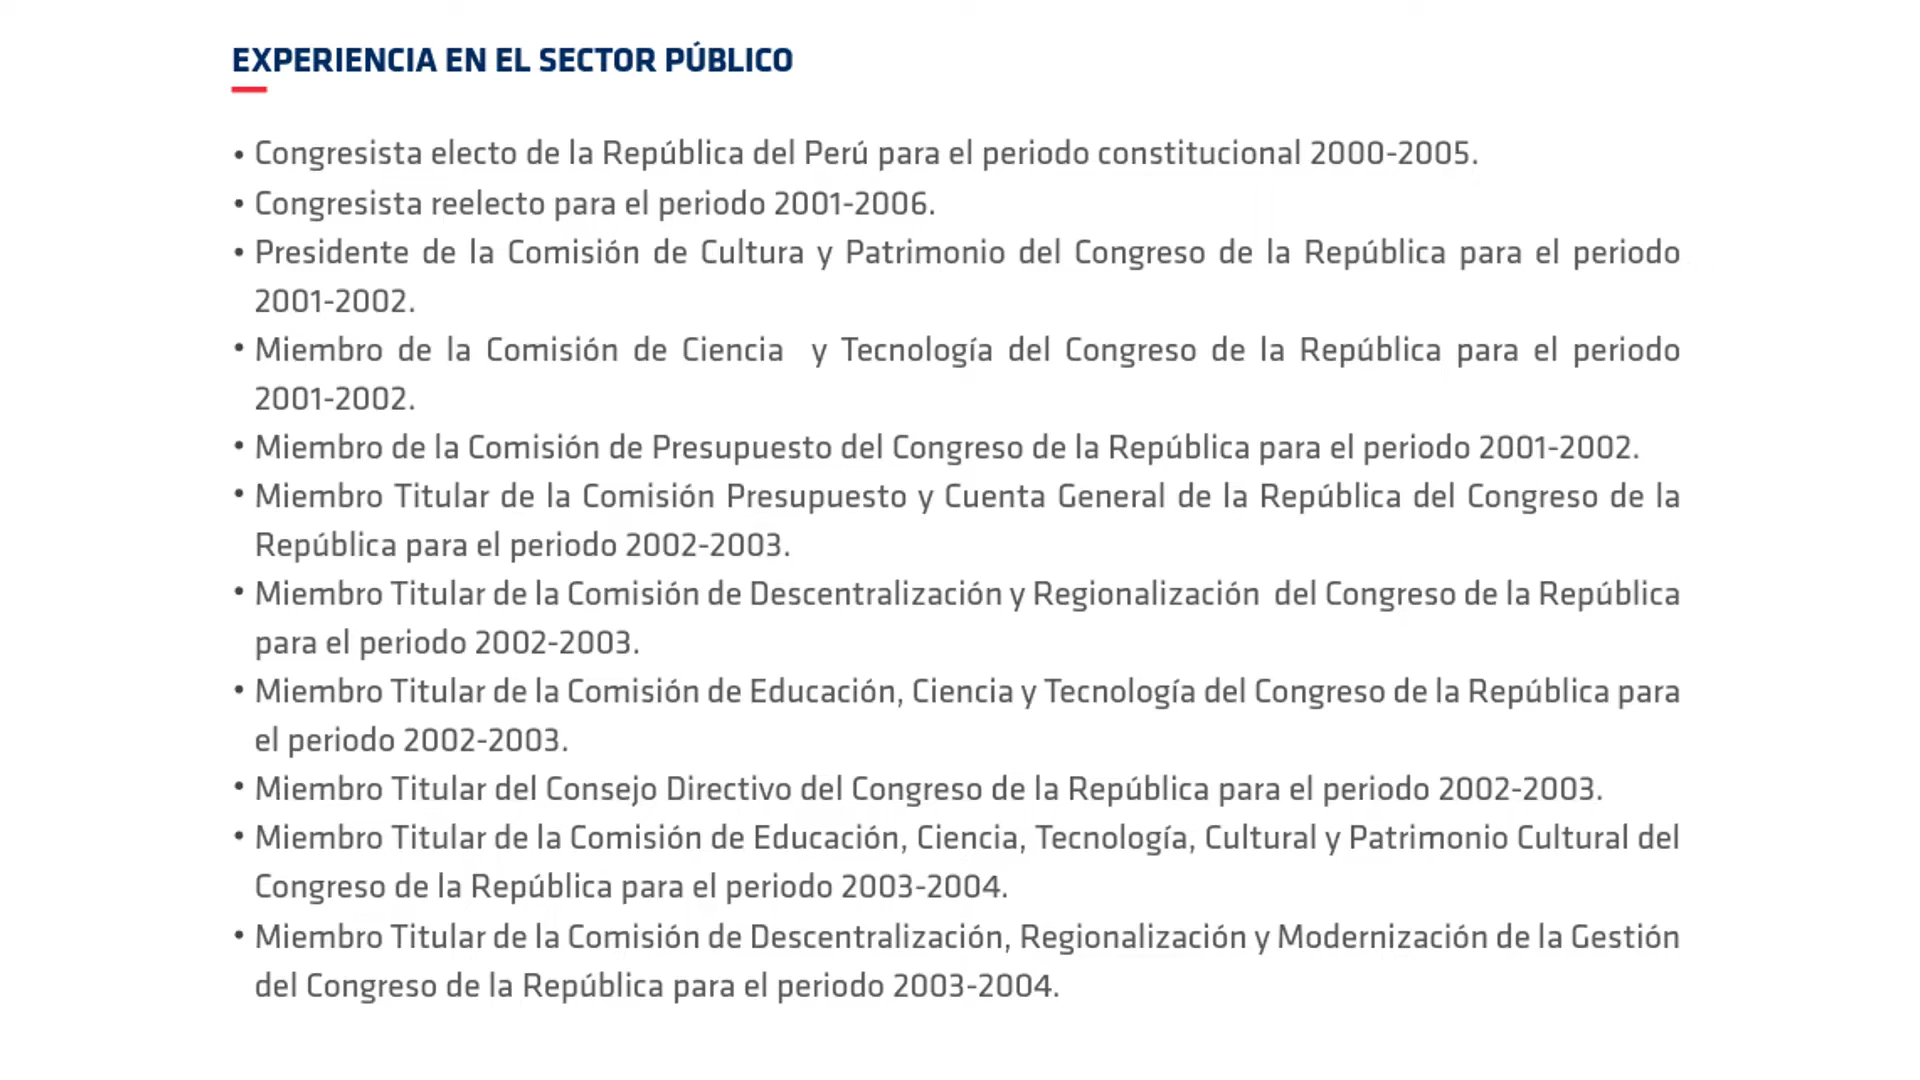 EXPERIENCIA EN EL SECTOR PÚBLICO
• Congresista electo de la República del Perú para el periodo constitucional 2000-2005.
• Congresista reelecto para el periodo 2001-2006.
• Presidente de la Comisión de Cultura y Patrimonio del Congreso de la República para el periodo
2001-2002.
• Miembro de la Comisión de Ciencia y Tecnología del Congreso de la República para el periodo
2001-2002.
• Miembro de la Comisión de Presupuesto del Congreso de la República para el periodo 2001-2002.
• Miembro Titular de la Comisión Presupuesto y Cuenta General de la República del Congreso de la
República para el periodo 2002-2003.
• Miembro Titular de la Comisión de Descentralización y Regionalización del Congreso de la República
para el periodo 2002-2003.
• Miembro Titular de la Comisión de Educación, Ciencia y Tecnología del Congreso de la República para
el periodo 2002-2003.
• Miembro Titular del Consejo Directivo del Congreso de la República para el periodo 2002-2003.
• Miembro Titular de la Comisión de Educación, Ciencia, Tecnología, Cultural y Patrimonio Cultural del
Congreso de la República para el periodo 2003-2004.
• Miembro Titular de la Comisión de Descentralización, Regionalización y Modernización de la Gestión
del Congreso de la República para el periodo 2003-2004.